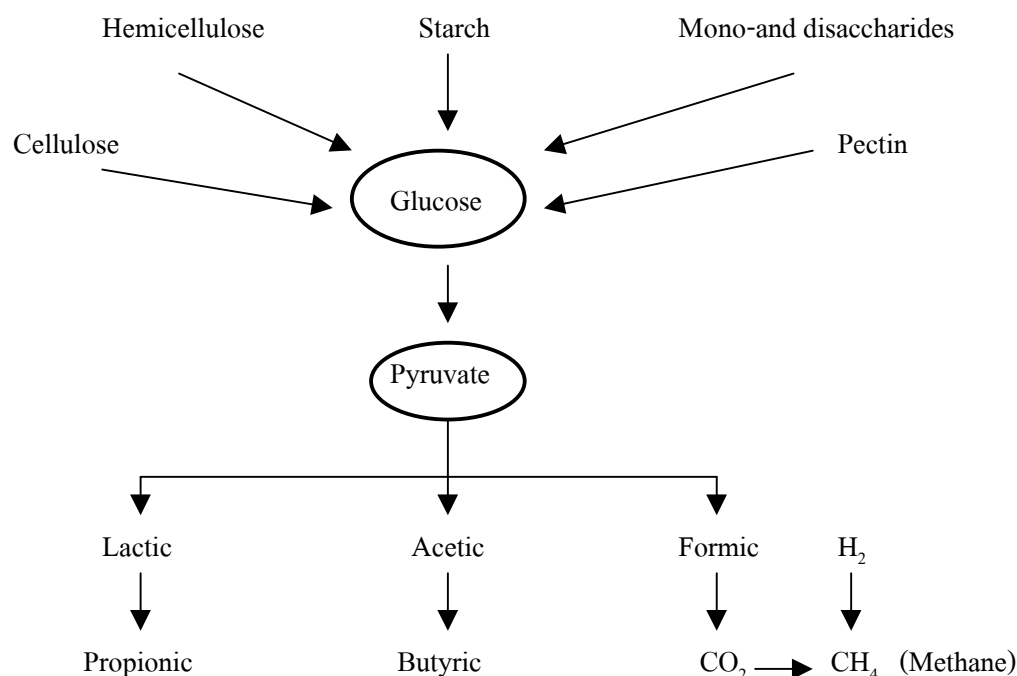 Hemicellulose Starch Mono-and disaccharides
Cellulose Pectin
Glucose
Pyruvate
Lactic Acetic Formic H₂
Propionic Butyric CO₂ CH₄ (Methane)